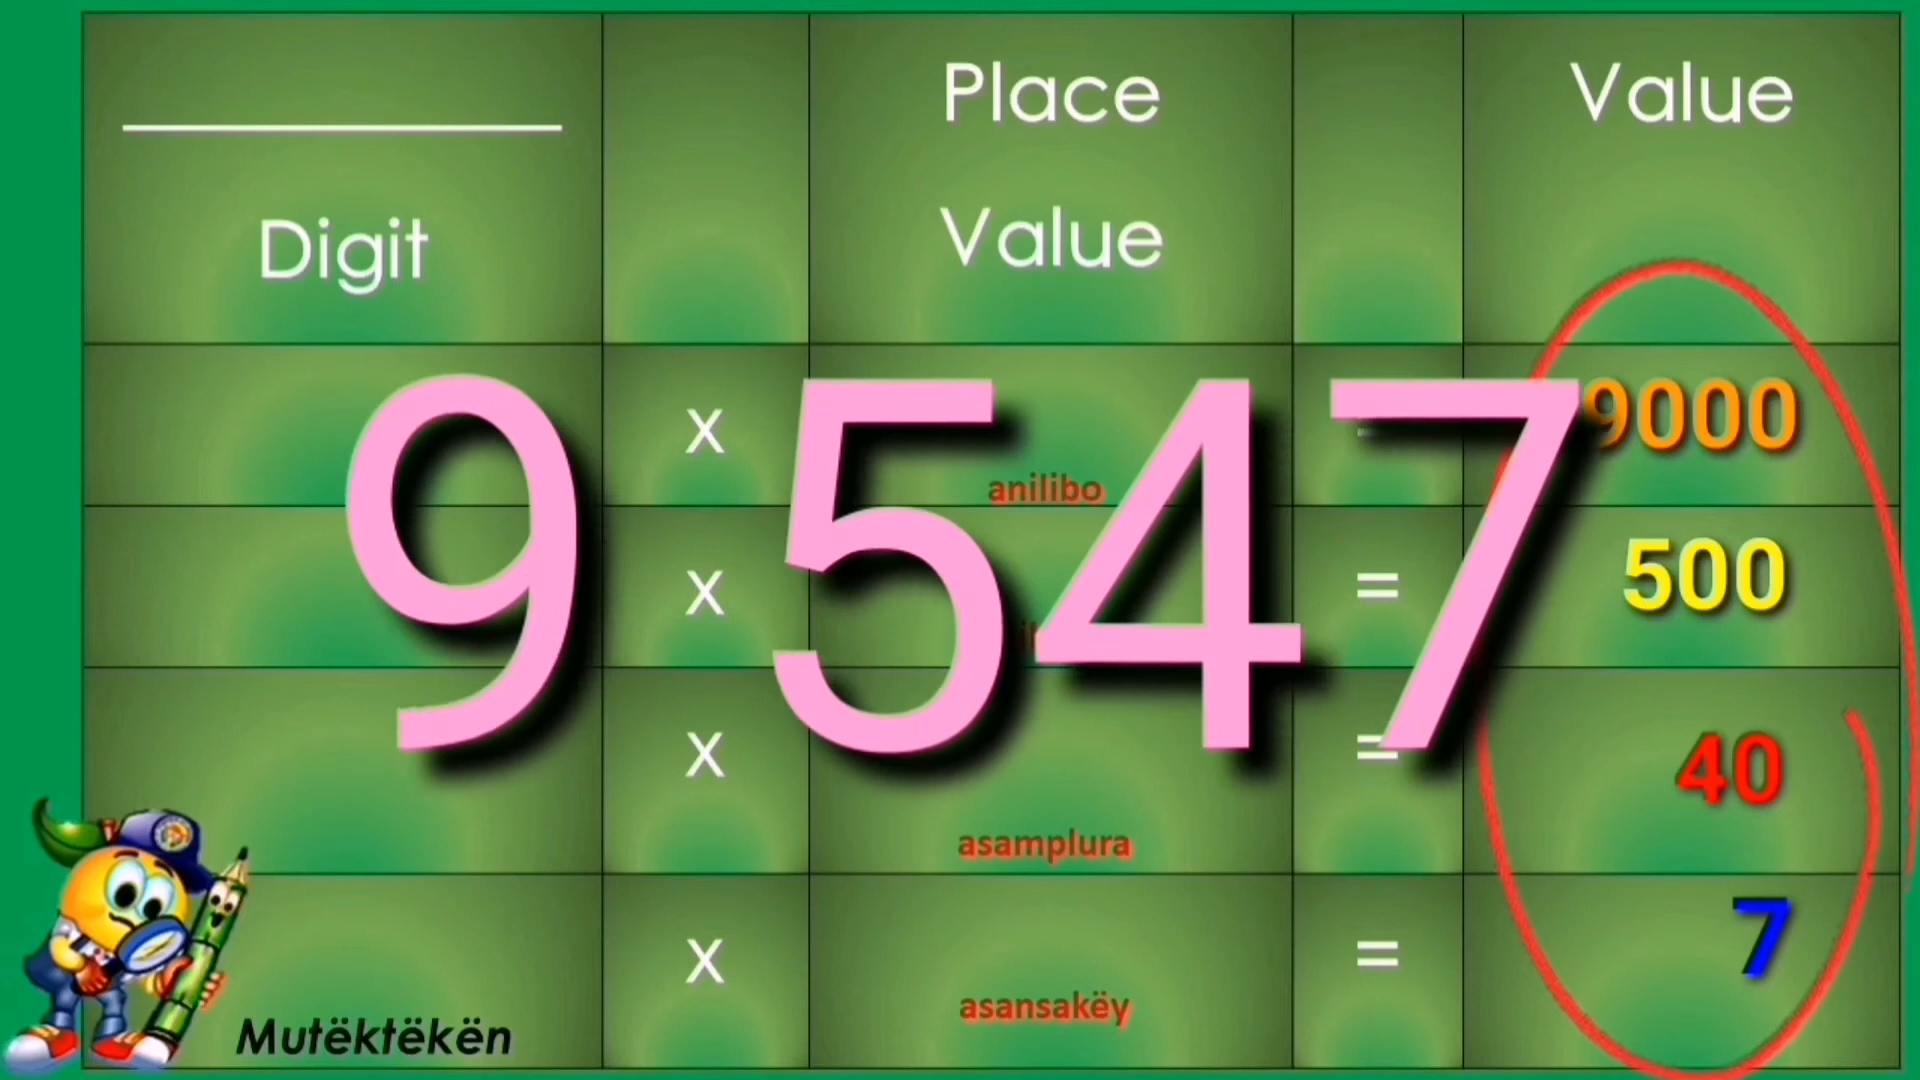 Place
Value
Value
Digit
9 547
x
9000
anilibo
x
=
500
x
=
40
asamplura
x
=
7
asansakëy
Mutëktëkën